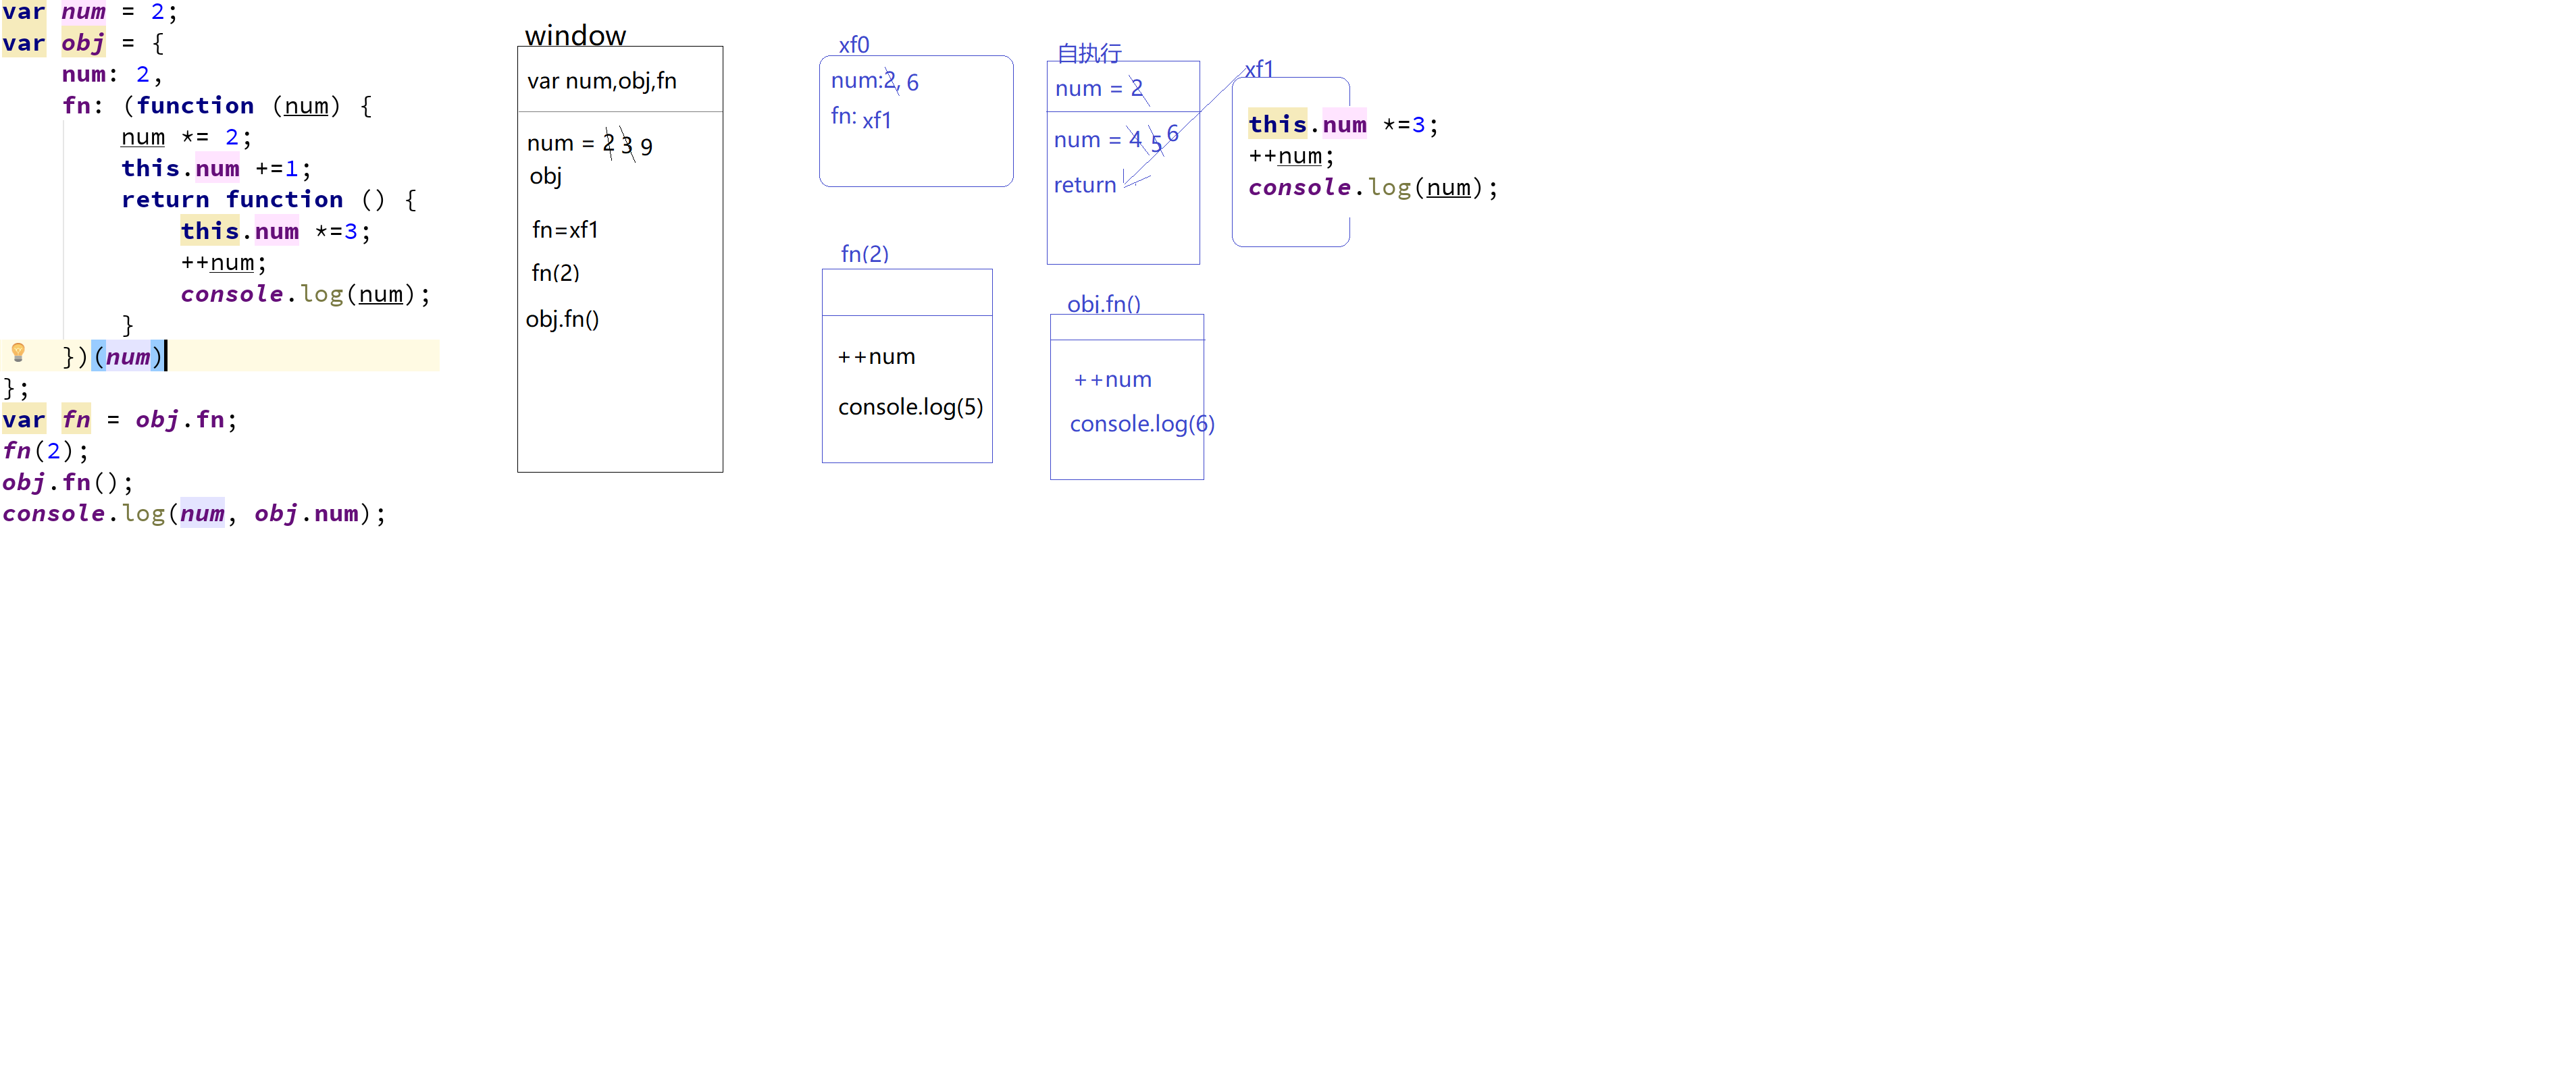 var num = 2;
var obj = {
num: 2,
fn: (function (num) {
num *= 2;
this.num +=1;
return function () {
this.num *=3;
++num;
console.log(num);
}
})(num)
};
var fn = obj.fn;
fn(2);
obj.fn();
console.log(num, obj.num);
window
var num,obj,fn
num = 2 3 9
obj
fn=xf1
fn(2)
obj.fn()
xf0
num:2, 6
fn: xf1
fn(2)
++num
console.log(5)
自执行
num = 2
num = 4 5 6
return
obj.fn()
++num
console.log(6)
xf1
this.num *=3;
++num;
console.log(num);